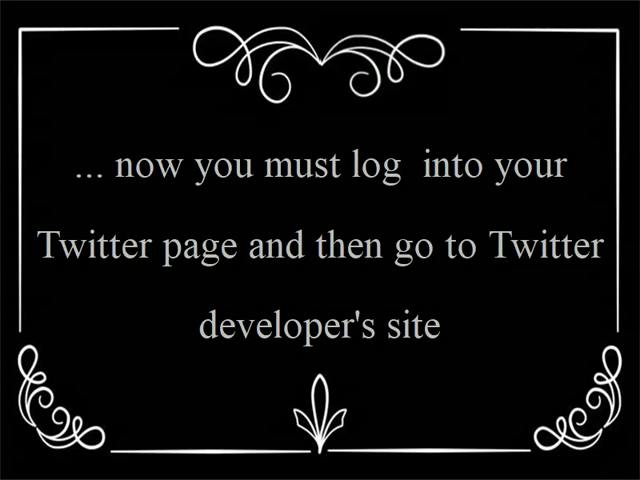 ... now you must log  into your
Twitter page and then go to Twitter
developer's site